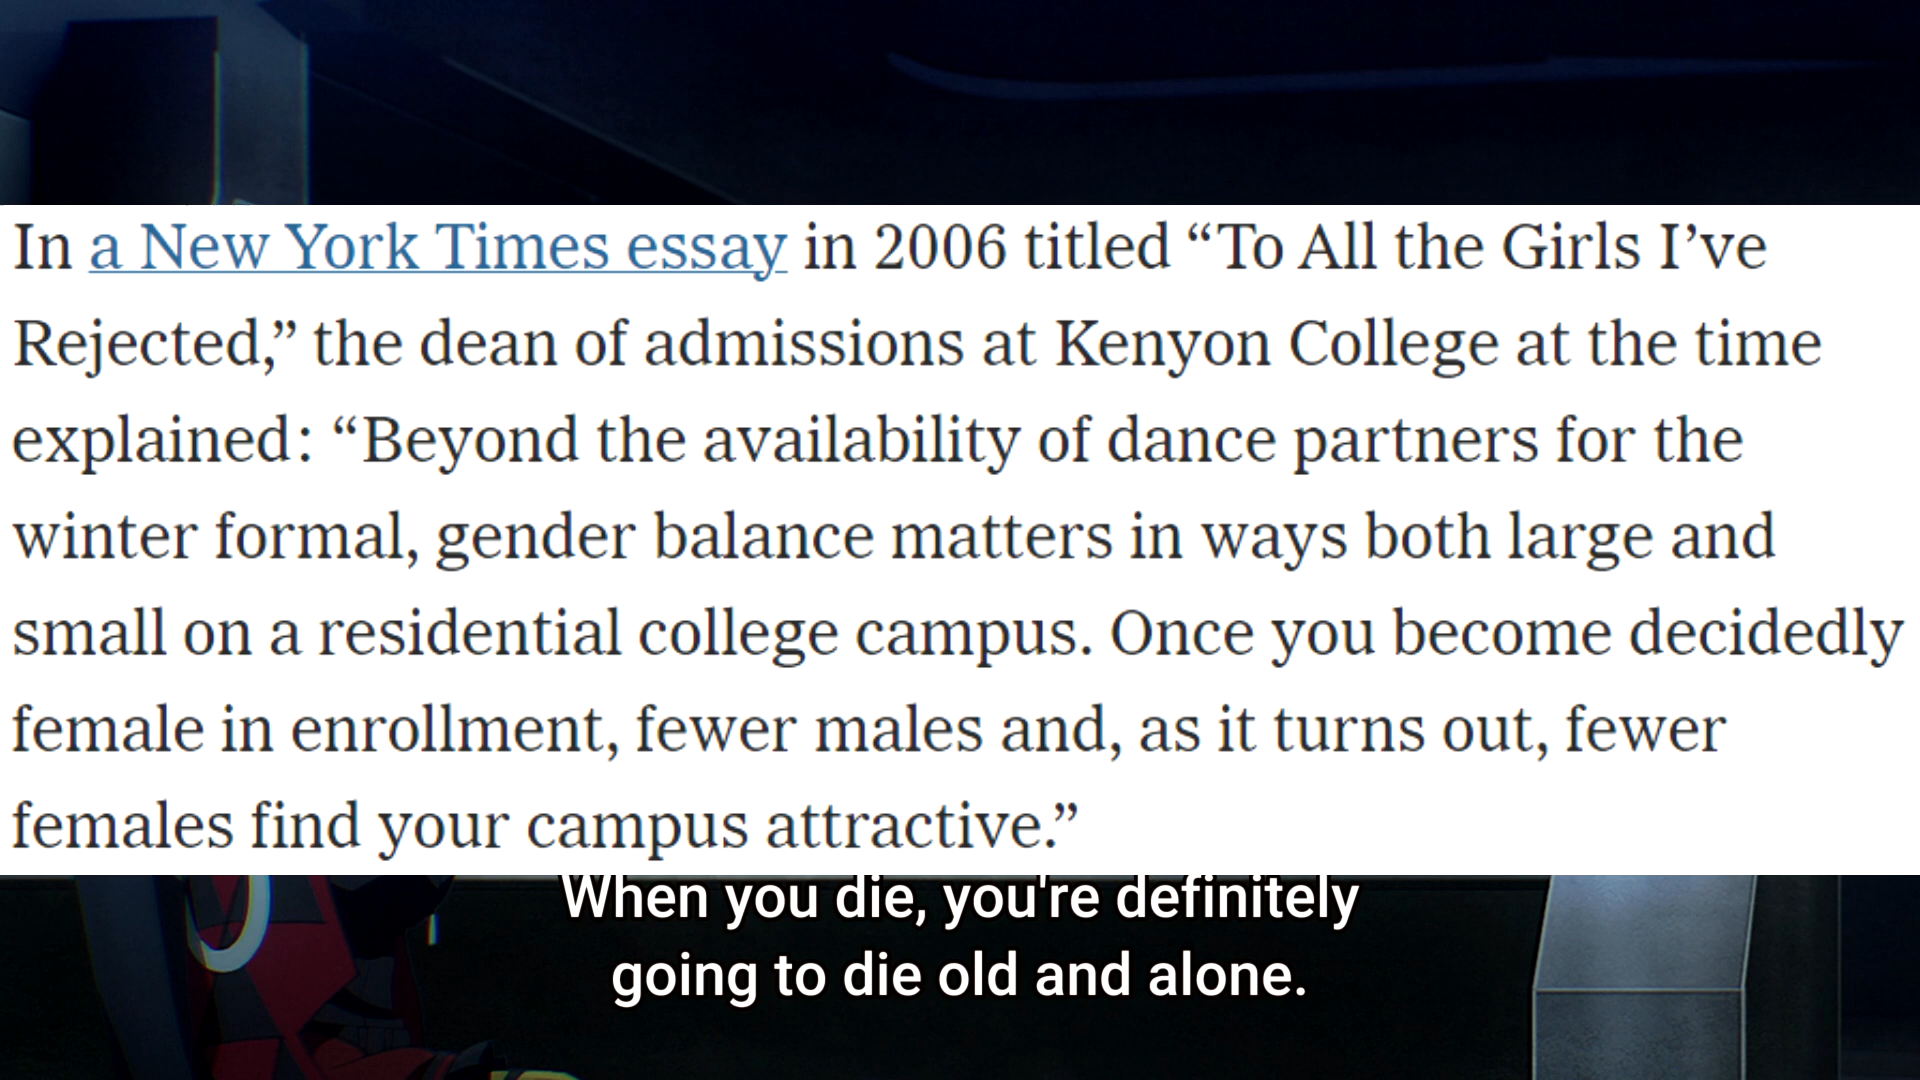 In a New York Times essay in 2006 titled “To All the Girls I’ve
Rejected,” the dean of admissions at Kenyon College at the time
explained: “Beyond the availability of dance partners for the
winter formal, gender balance matters in ways both large and
small on a residential college campus. Once you become decidedly
female in enrollment, fewer males and, as it turns out, fewer
females find your campus attractive.”
When you die, you're definitely
going to die old and alone.